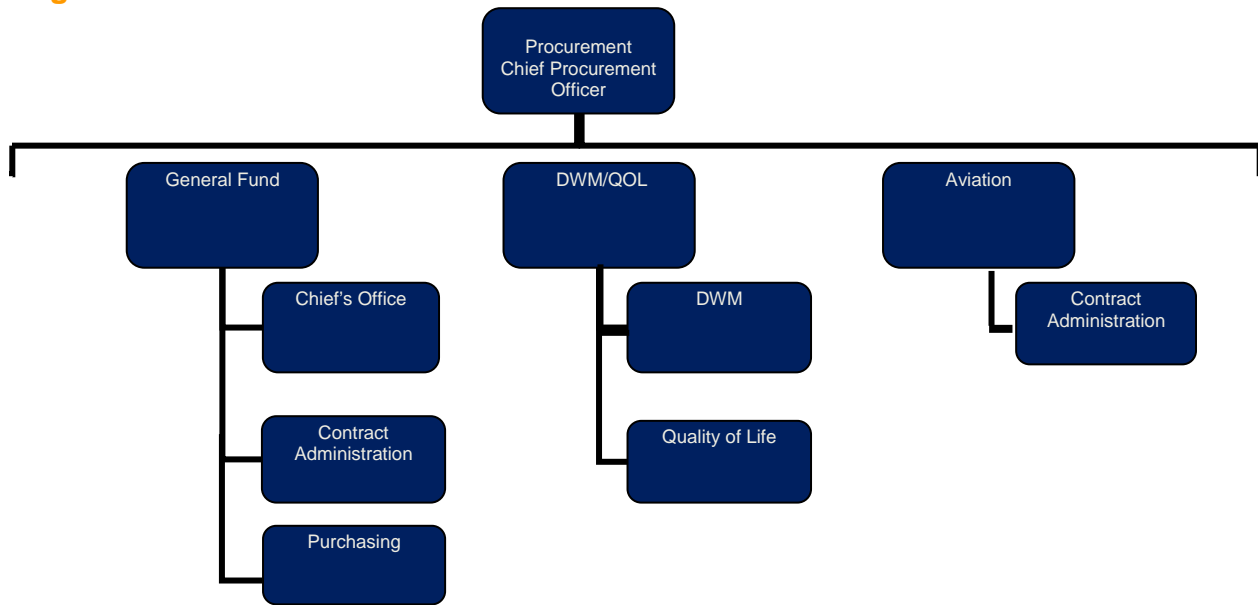 Procurement
Chief Procurement
Officer
General Fund
DWM/QOL
Aviation
Chief’s Office
DWM
Contract
Administration
Contract
Administration
Quality of Life
Purchasing